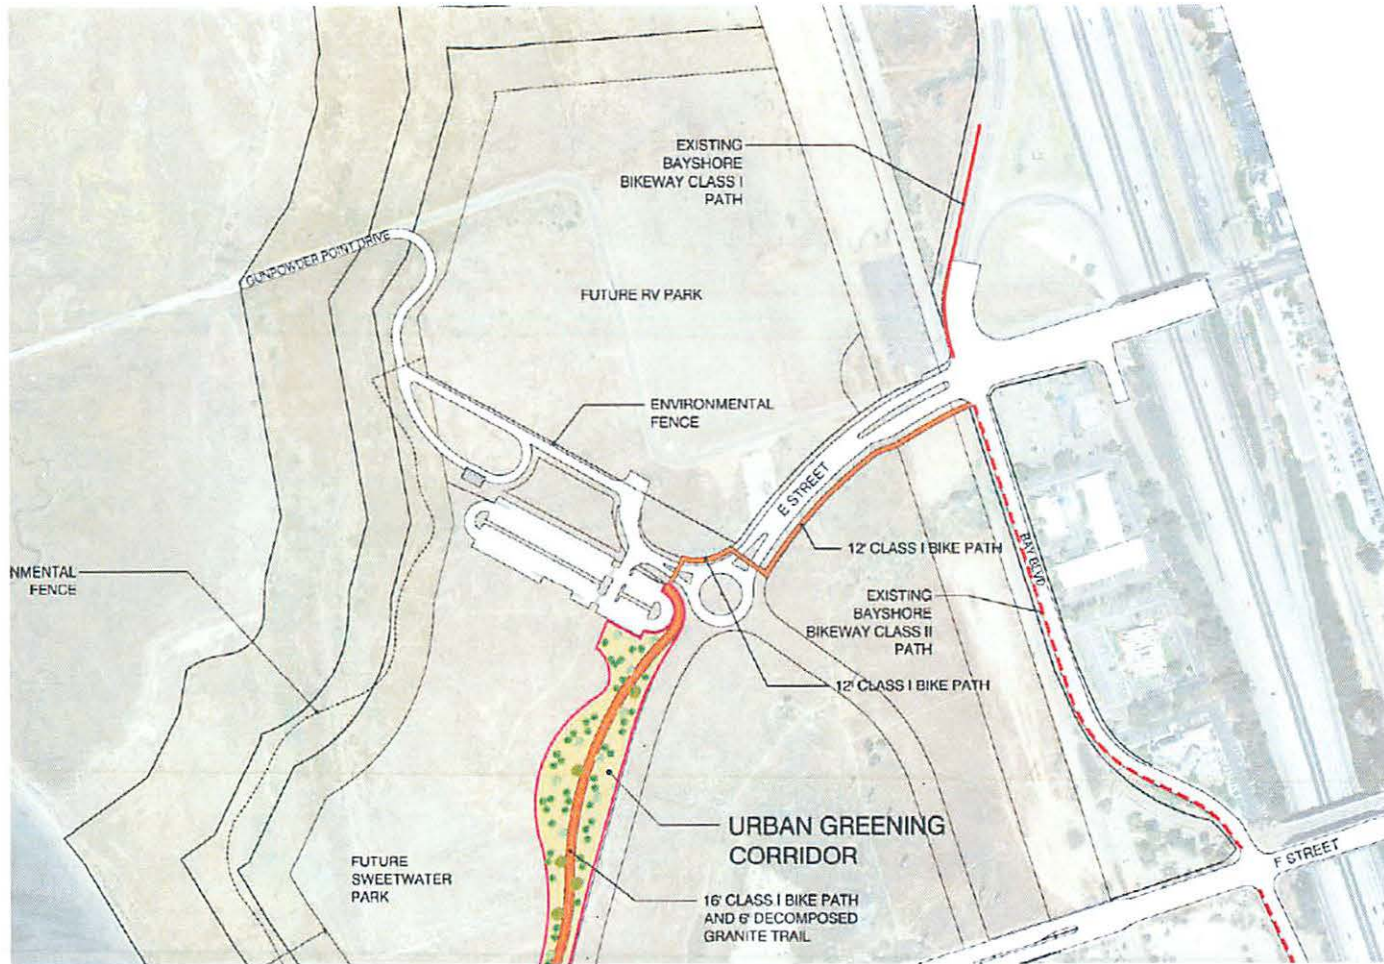 EXISTING
BAYSHORE
BIKEWAY CLASS I
PATH
GUNPOWDER POINT DRIVE
FUTURE RV PARK
ENVIRONMENTAL
FENCE
E STREET
12' CLASS I BIKE PATH
BAY BLVD
NMENTAL
FENCE
EXISTING
BAYSHORE
BIKEWAY CLASS II
PATH
12' CLASS I BIKE PATH
URBAN GREENING
CORRIDOR
F STREET
FUTURE
SWEETWATER
PARK
16' CLASS I BIKE PATH
AND 6' DECOMPOSED
GRANITE TRAIL